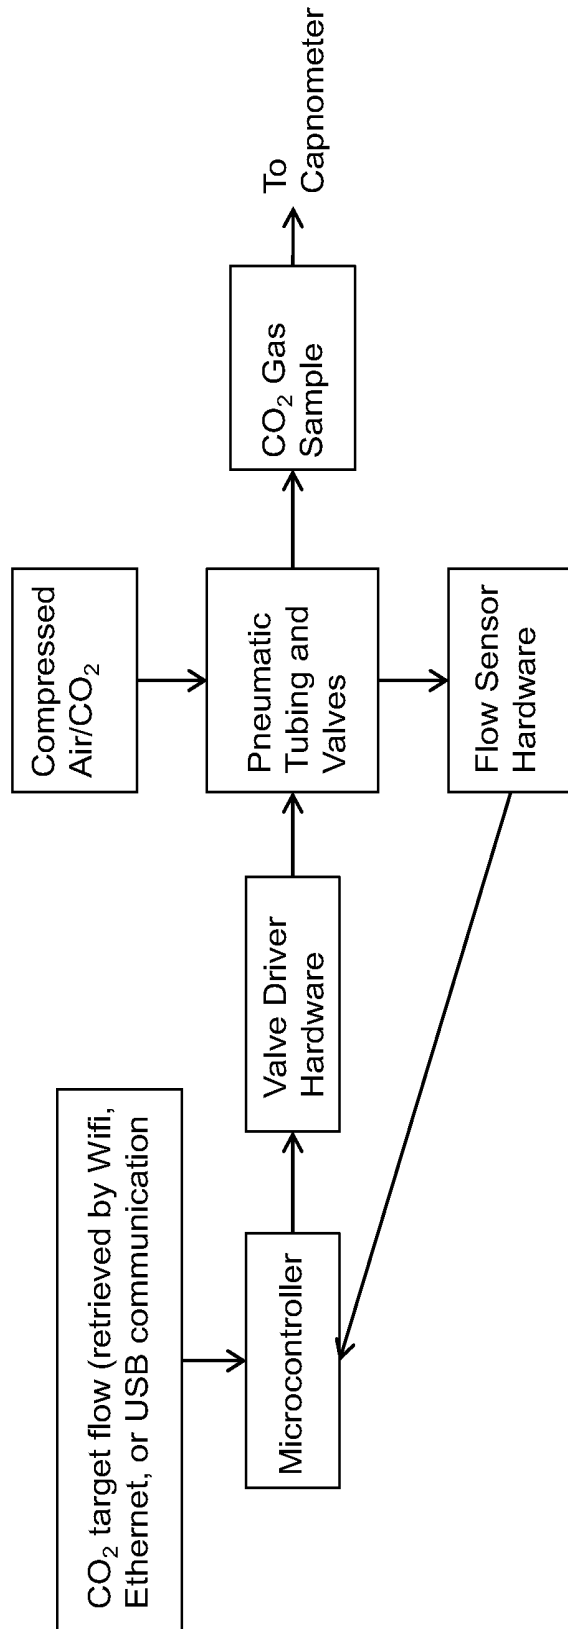 CO₂ target flow (retrieved by Wifi,
Ethernet, or USB communication
Microcontroller
Valve Driver
Hardware
Compressed
Air/CO₂
Pneumatic
Tubing and
Valves
Flow Sensor
Hardware
CO₂ Gas
Sample
To
Capnometer